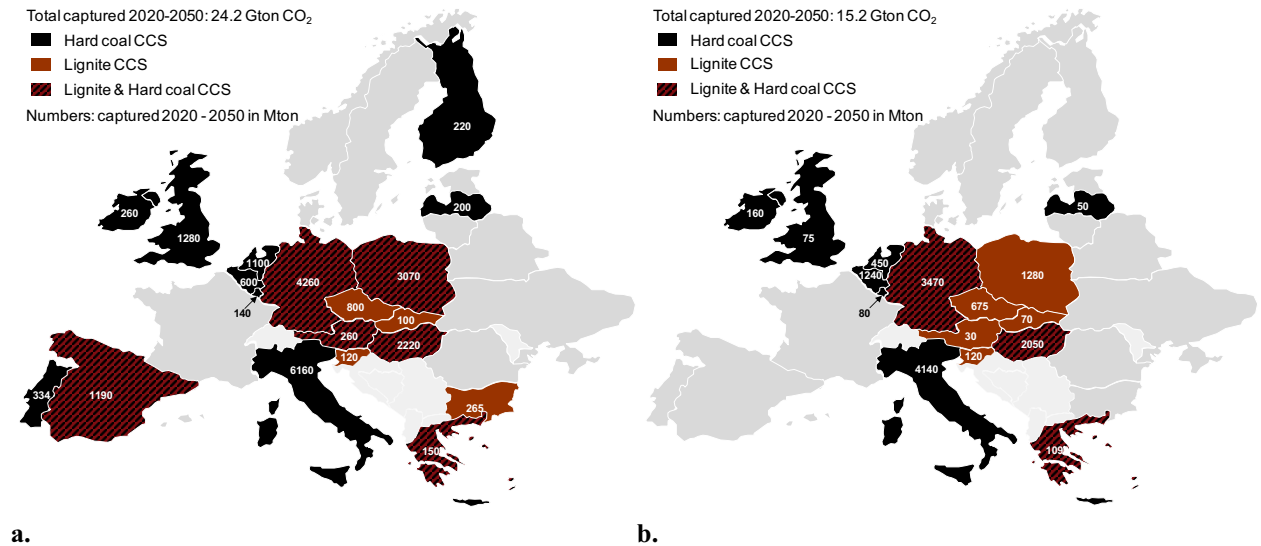 Total captured 2020-2050: 24.2 Gton CO₂
Hard coal CCS
Lignite CCS
Lignite & Hard coal CCS
Numbers: captured 2020 - 2050 in Mton
220
200
260
1280
1100
600
140
4260
3070
800
100
260
2220
120
6160
334
1190
265
150
a.
Total captured 2020-2050: 15.2 Gton CO₂
Hard coal CCS
Lignite CCS
Lignite & Hard coal CCS
Numbers: captured 2020 - 2050 in Mton
50
160
75
450
1240
80
3470
1280
675
70
30
2050
120
4140
109
b.